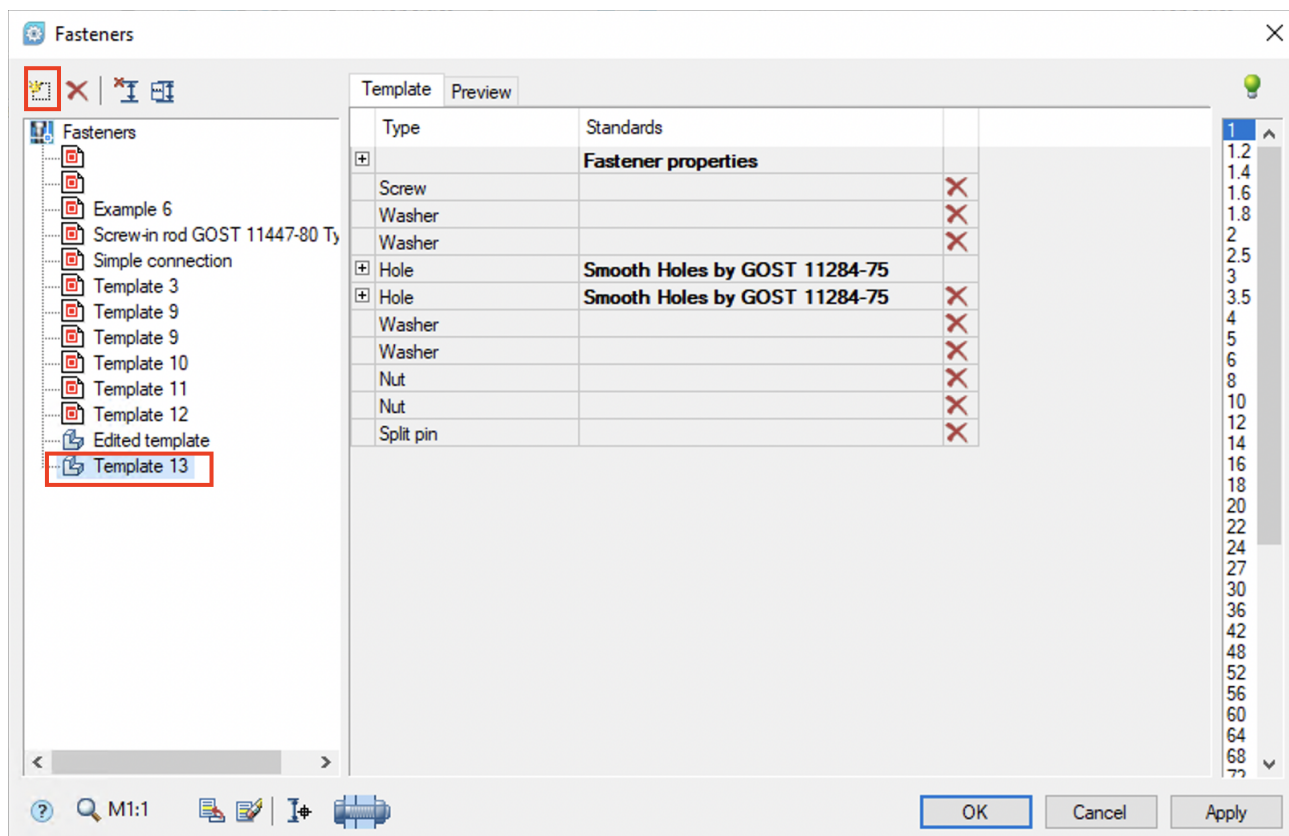 Fasteners
Template
Preview
Fasteners
Example 6
Screw-in rod GOST 11447-80 Ty
Simple connection
Template 3
Template 9
Template 9
Template 10
Template 11
Template 12
Edited template
Template 13
Type Standards
Fastener properties
Screw
Washer
Washer
Hole Smooth Holes by GOST 11284-75
Hole Smooth Holes by GOST 11284-75
Washer
Washer
Nut
Nut
Split pin
1
1.2
1.4
1.6
1.8
2
2.5
3
3.5
4
5
6
8
10
12
14
16
18
20
22
24
27
30
36
42
48
52
56
60
64
68
72
M1:1
OK
Cancel
Apply